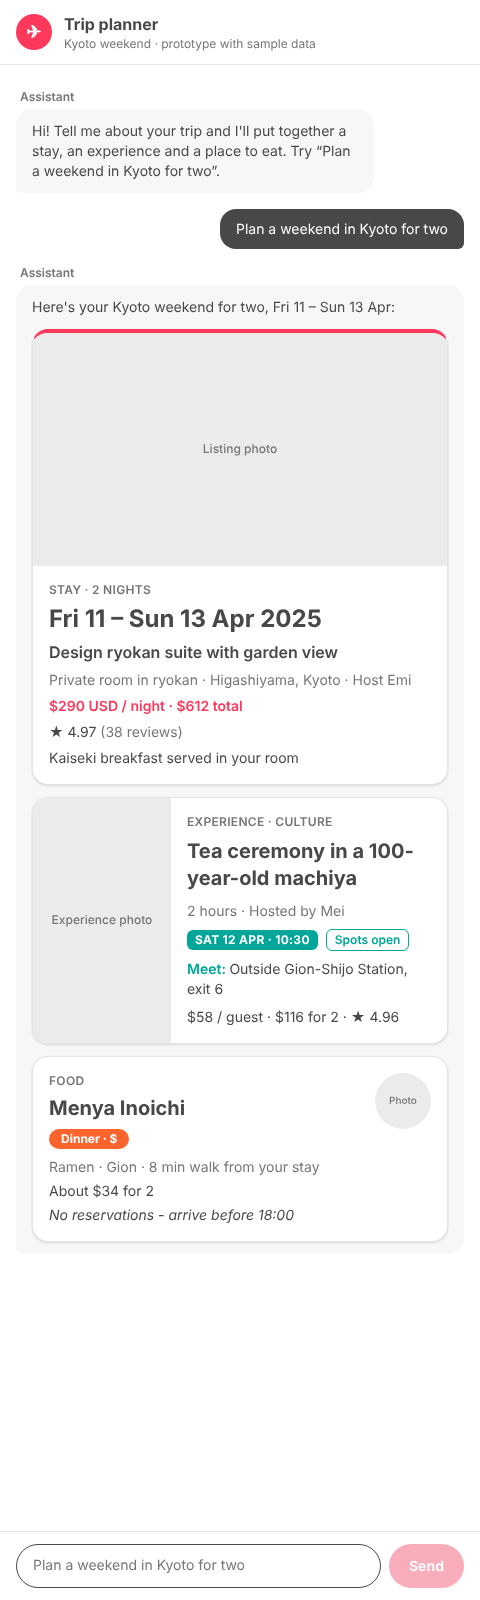 ✈
Trip planner
Kyoto weekend · prototype with sample data
Assistant
Hi! Tell me about your trip and I'll put together a
stay, an experience and a place to eat. Try “Plan
a weekend in Kyoto for two”.
Plan a weekend in Kyoto for two
Assistant
Here's your Kyoto weekend for two, Fri 11 – Sun 13 Apr:
Listing photo
STAY · 2 NIGHTS
Fri 11 – Sun 13 Apr 2025
Design ryokan suite with garden view
Private room in ryokan · Higashiyama, Kyoto · Host Emi
$290 USD / night · $612 total
★ 4.97 (38 reviews)
Kaiseki breakfast served in your room
Experience photo
EXPERIENCE · CULTURE
Tea ceremony in a 100-
year-old machiya
2 hours · Hosted by Mei
SAT 12 APR · 10:30 Spots open
Meet: Outside Gion-Shijo Station,
exit 6
$58 / guest · $116 for 2 · ★ 4.96
FOOD
Menya Inoichi
Photo
Dinner · $
Ramen · Gion · 8 min walk from your stay
About $34 for 2
No reservations - arrive before 18:00
Plan a weekend in Kyoto for two
Send